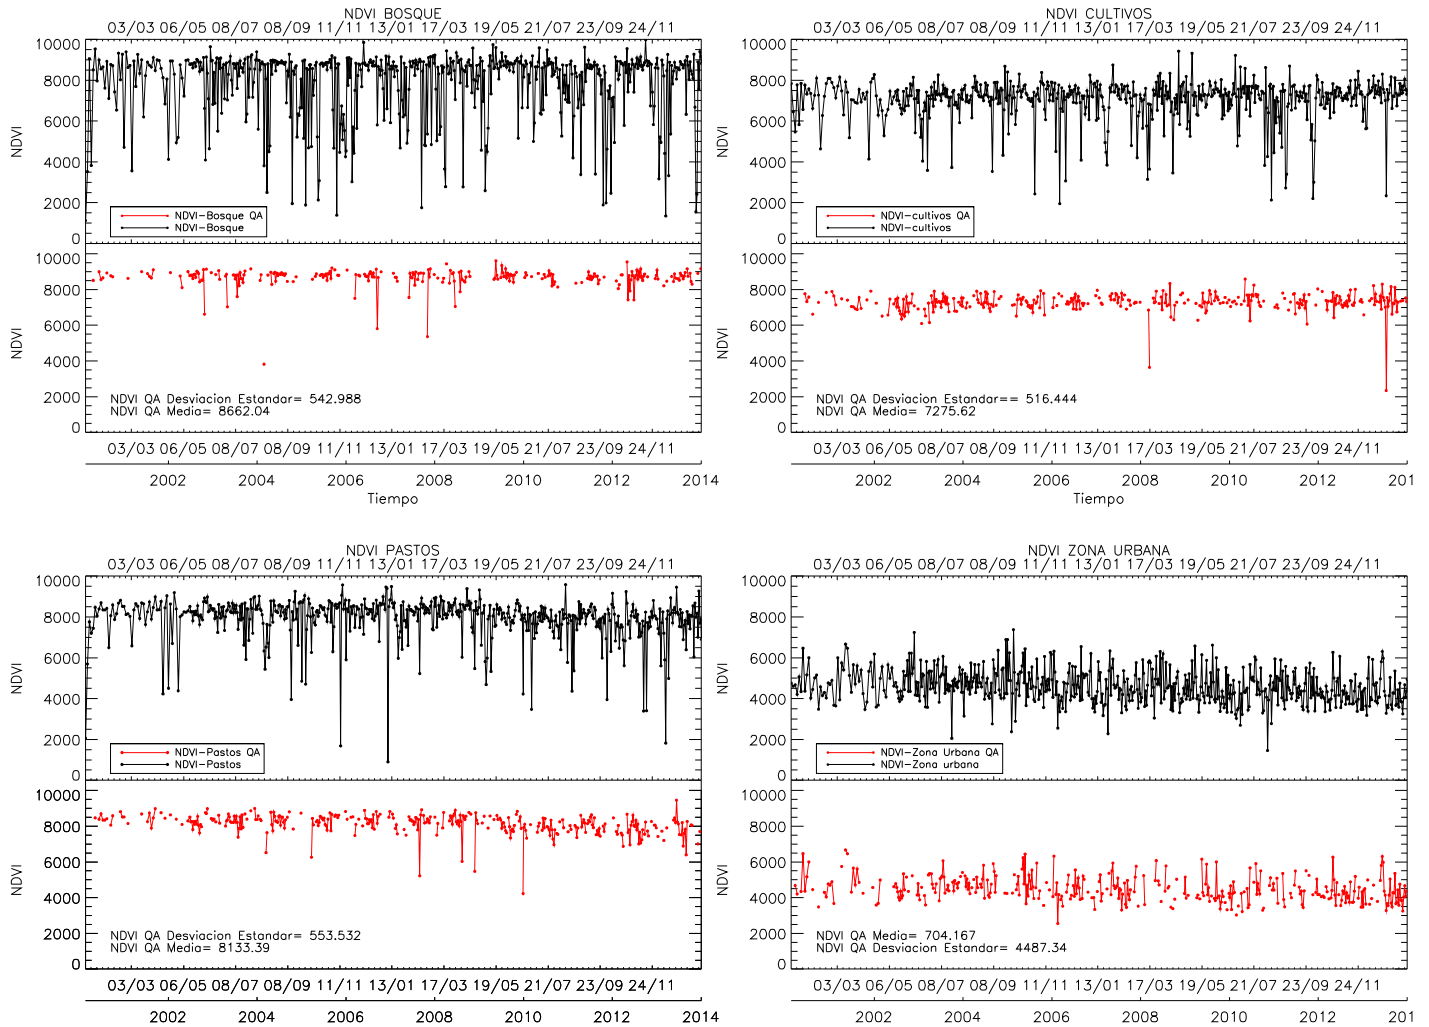 NDVI BOSQUE
03/03 06/05 08/07 08/09 11/11 13/01 17/03 19/05 21/07 23/09 24/11
10000
8000
6000
4000
2000
0
NDVI
NDVI-Bosque QA
NDVI-Bosque
10000
8000
6000
4000
2000
0
NDVI
NDVI QA Desviacion Estandar= 542.988
NDVI QA Media= 8662.04
03/03 06/05 08/07 08/09 11/11 13/01 17/03 19/05 21/07 23/09 24/11
2002 2004 2006 2008 2010 2012 2014
Tiempo
NDVI CULTIVOS
03/03 06/05 08/07 08/09 11/11 13/01 17/03 19/05 21/07 23/09 24/11
10000
8000
6000
4000
2000
0
NDVI
NDVI-cultivos QA
NDVI-cultivos
10000
8000
6000
4000
2000
0
NDVI
NDVI QA Desviacion Estandar== 516.444
NDVI QA Media= 7275.62
03/03 06/05 08/07 08/09 11/11 13/01 17/03 19/05 21/07 23/09 24/11
2002 2004 2006 2008 2010 2012 201
Tiempo
NDVI PASTOS
03/03 06/05 08/07 08/09 11/11 13/01 17/03 19/05 21/07 23/09 24/11
10000
8000
6000
4000
2000
0
NDVI
NDVI-Pastos QA
NDVI-Pastos
10000
8000
6000
4000
2000
0
NDVI
NDVI QA Desviacion Estandar= 553.532
NDVI QA Media= 8133.39
03/03 06/05 08/07 08/09 11/11 13/01 17/03 19/05 21/07 23/09 24/11
2002 2004 2006 2008 2010 2012 2014
NDVI ZONA URBANA
03/03 06/05 08/07 08/09 11/11 13/01 17/03 19/05 21/07 23/09 24/11
10000
8000
6000
4000
2000
0
NDVI
NDVI-Zona Urbana QA
NDVI-Zona urbana
10000
8000
6000
4000
2000
0
NDVI
NDVI QA Media= 704.167
NDVI QA Desviacion Estandar= 4487.34
03/03 06/05 08/07 08/09 11/11 13/01 17/03 19/05 21/07 23/09 24/11
2002 2004 2006 2008 2010 2012 201